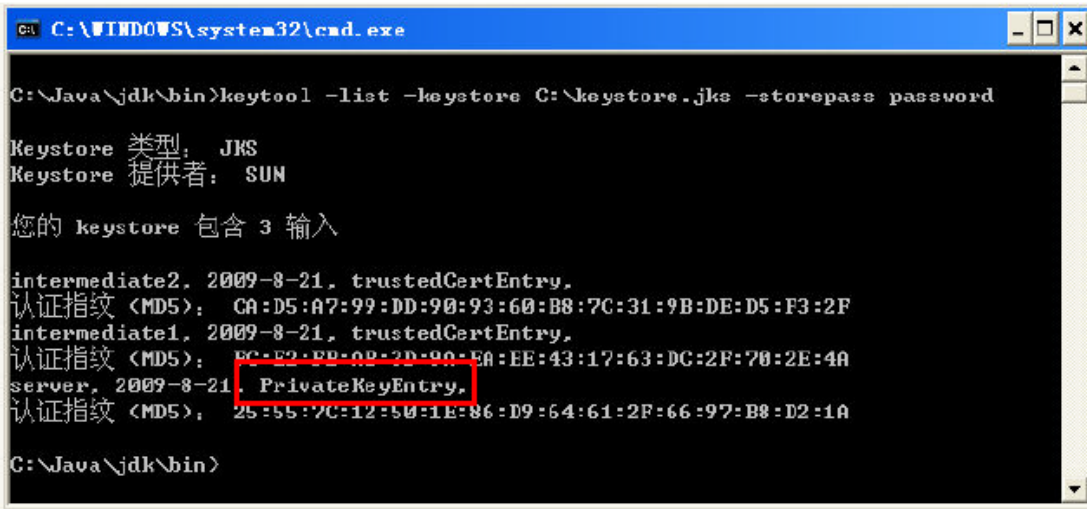 C:\WINDOWS\system32\cmd.exe
C:\Java\jdk\bin>keytool -list -keystore C:\keystore.jks -storepass password
Keystore 类型： JKS
Keystore 提供者： SUN
您的 keystore 包含 3 输入
intermediate2, 2009-8-21, trustedCertEntry,
认证指纹 (MD5)： CA:D5:A7:99:DD:90:93:60:B8:7C:31:9B:DE:D5:F3:2F
intermediate1, 2009-8-21, trustedCertEntry,
认证指纹 (MD5)： EA:EE:43:17:63:DC:2F:70:2E:4A
server, 2009-8-21, PrivateKeyEntry,
认证指纹 (MD5)： 25:55:7C:12:50:1E:86:D9:64:61:2F:66:97:B8:D2:1A
C:\Java\jdk\bin>